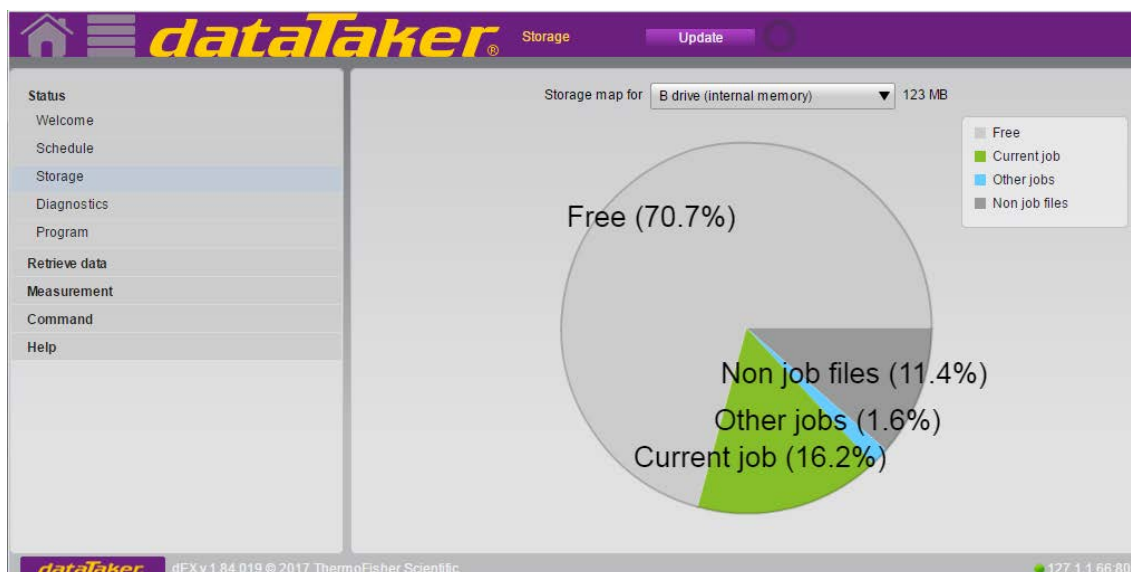 dataTaker® Storage Update
Status
Welcome
Schedule
Storage
Diagnostics
Program
Retrieve data
Measurement
Command
Help
Storage map for B drive (internal memory) 123 MB
Free
Current job
Other jobs
Non job files
Free (70.7%)
Non job files (11.4%)
Other jobs (1.6%)
Current job (16.2%)
dataTaker dEX v 1.84.019 © 2017 ThermoFisher Scientific 127.1.1.66:80